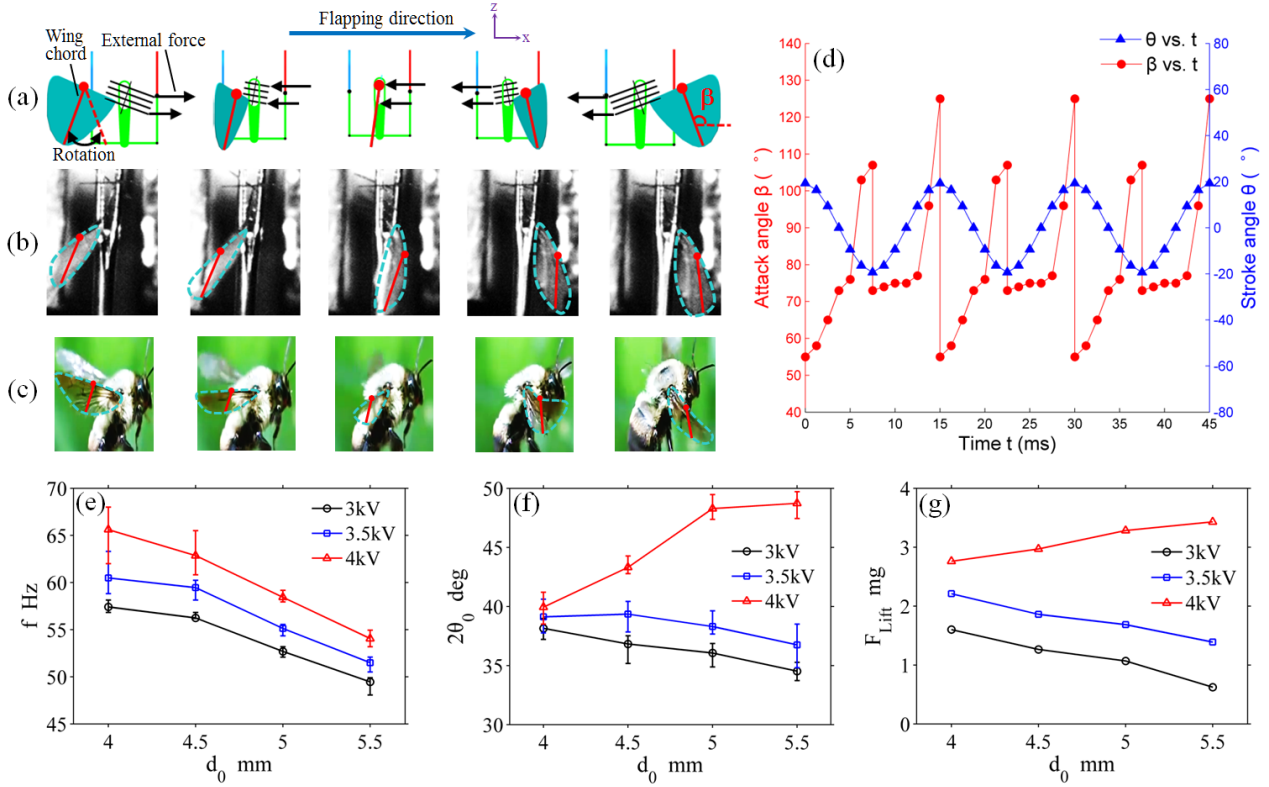 Flapping direction
z
x
Wing
chord
External force
(a)
β
Rotation
(b)
(c)
(d)
θ vs. t
β vs. t
Attack angle β ( °)
140
130
120
110
100
90
80
70
60
50
40
Stroke angle θ (°)
80
60
40
20
0
-20
-40
-60
-80
0 5 10 15 20 25 30 35 40 45
Time t (ms)
(e)
3kV
3.5kV
4kV
f Hz
70
65
60
55
50
45
4 4.5 5 5.5
d0 mm
(f)
3kV
3.5kV
4kV
2θ0 deg
50
45
40
35
30
4 4.5 5 5.5
d0 mm
(g)
3kV
3.5kV
4kV
FLift mg
4
3
2
1
0
4 4.5 5 5.5
d0 mm